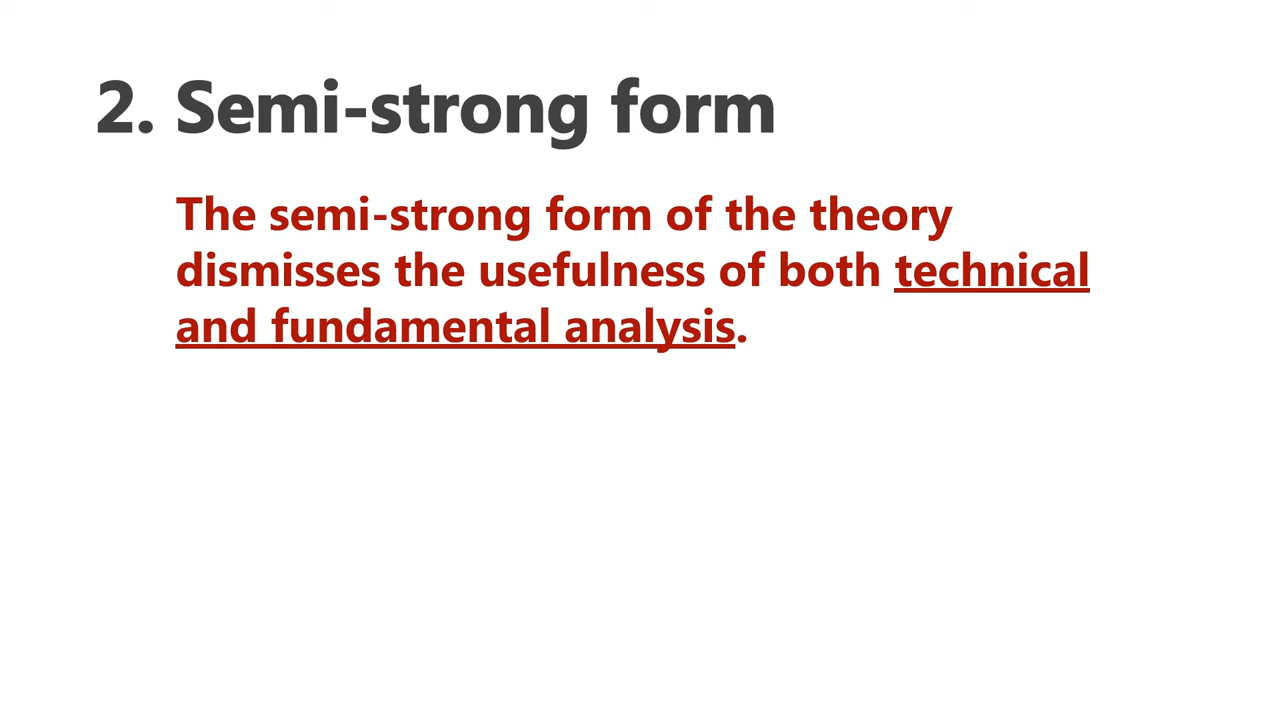 2. Semi-strong form
The semi-strong form of the theory
dismisses the usefulness of both technical
and fundamental analysis.